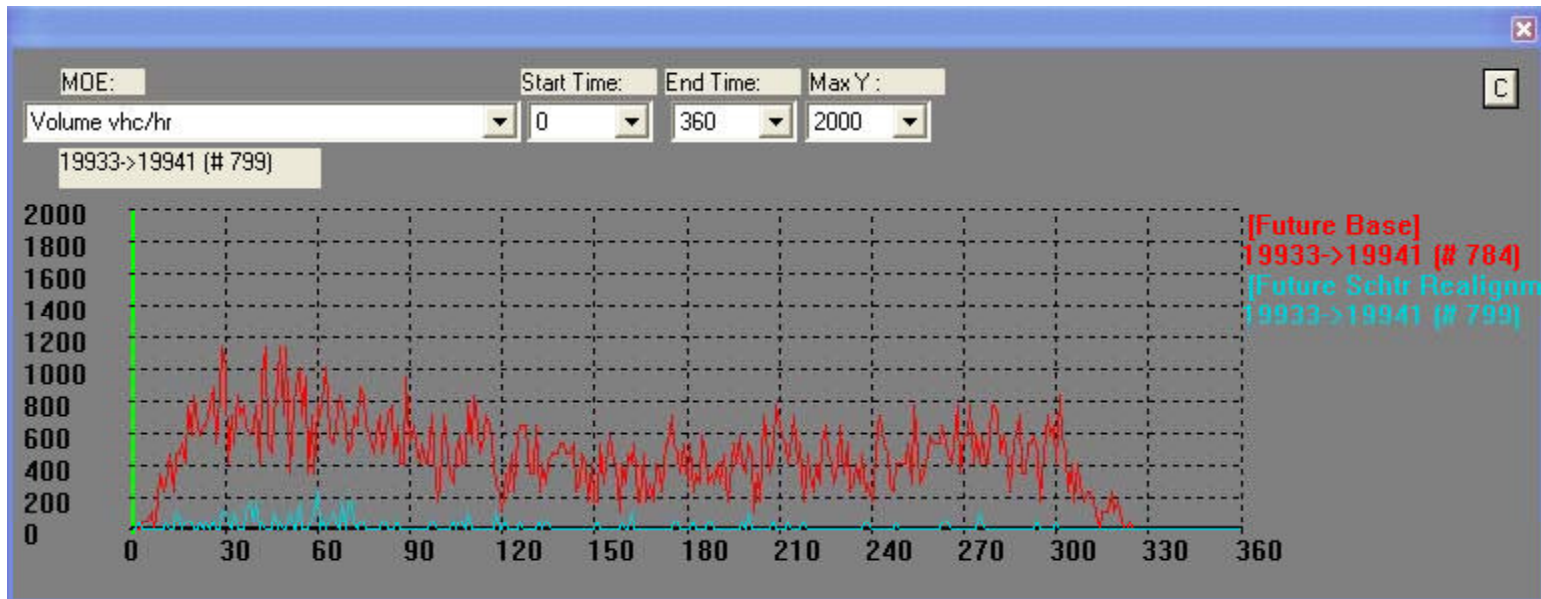 MOE: Start Time: End Time: Max Y :
C
Volume vhc/hr 0 360 2000
19933->19941 (# 799)
2000
1800
1600
1400
1200
1000
800
600
400
200
0
0 30 60 90 120 150 180 210 240 270 300 330 360
[Future Base]
19933->19941 (# 784)
[Future Schtr Realignm
19933->19941 (# 799)